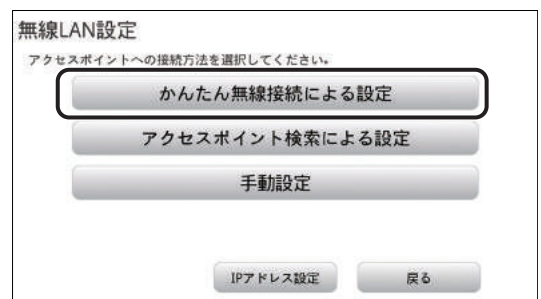 無線LAN設定
アクセスポイントへの接続方法を選択してください。
かんたん無線接続による設定
アクセスポイント検索による設定
手動設定
IPアドレス設定
戻る